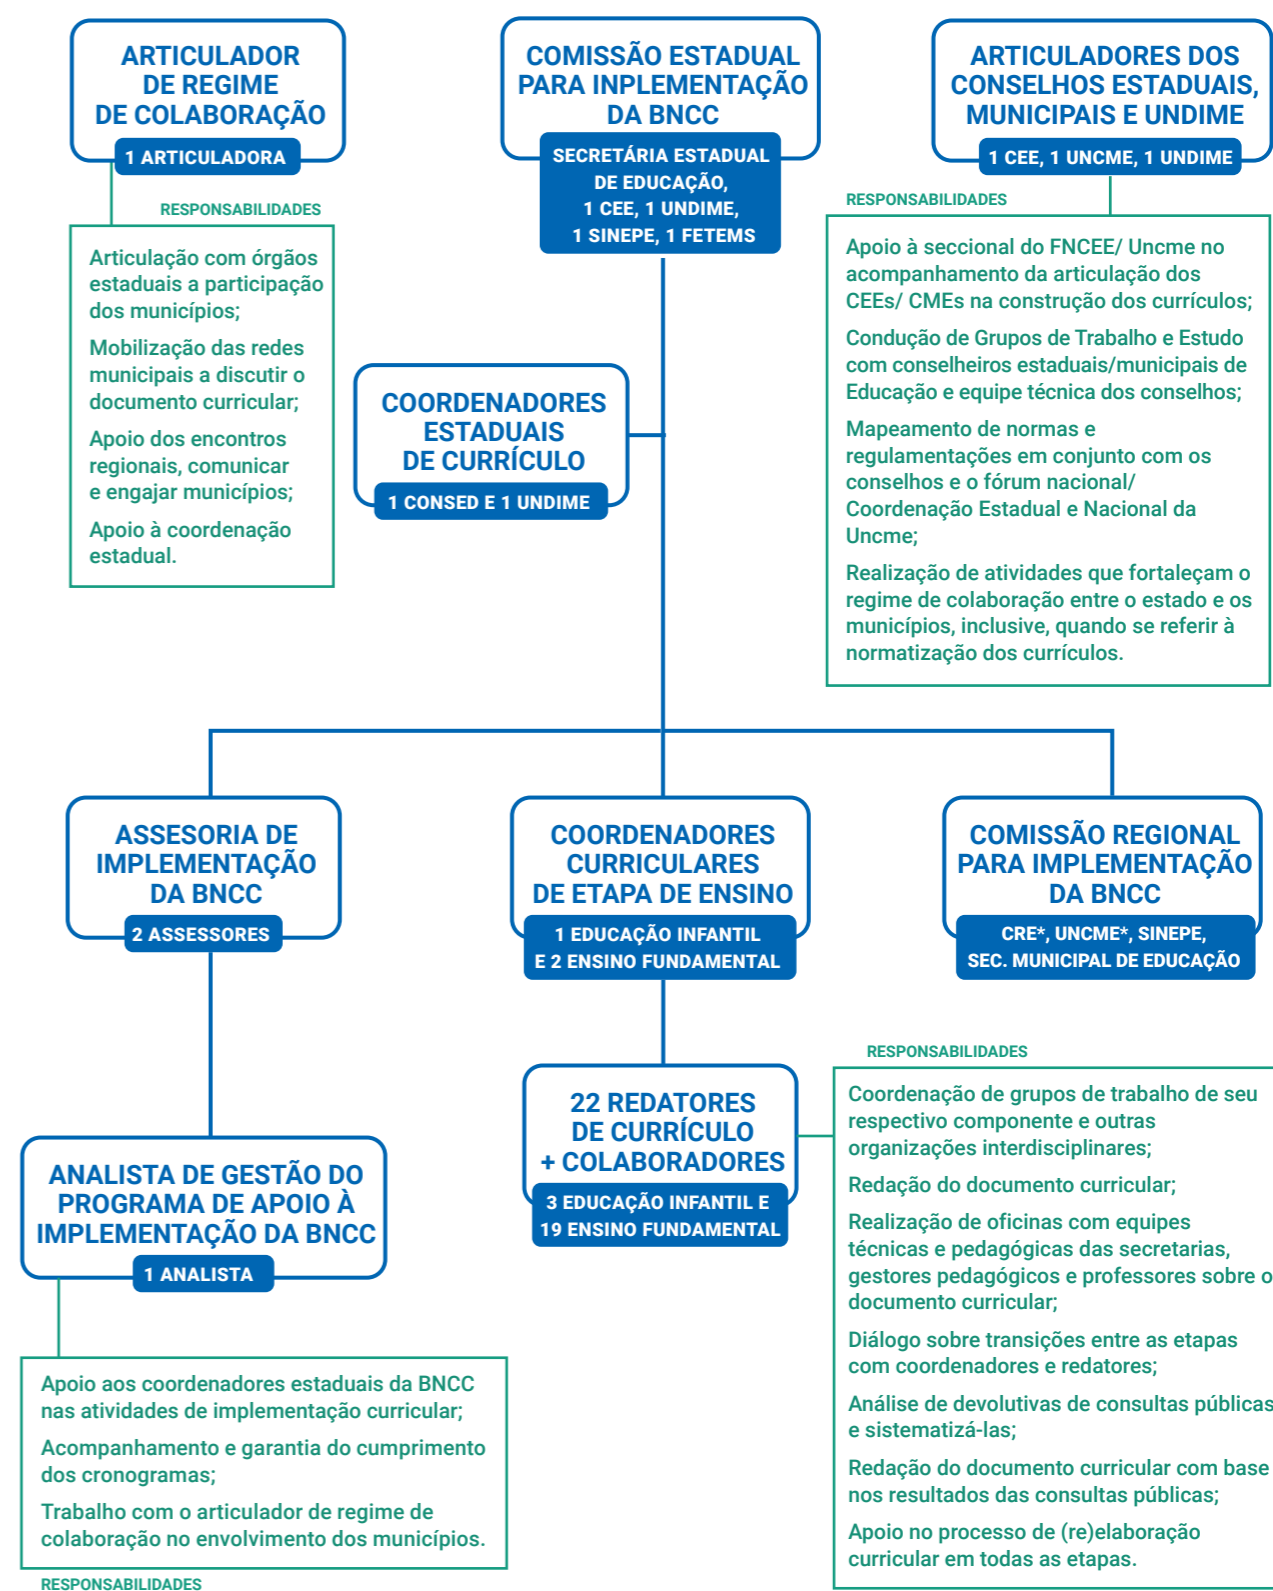 ARTICULADOR
DE REGIME
DE COLABORAÇÃO
1 ARTICULADORA
RESPONSABILIDADES
Articulação com órgãos
estaduais a participação
dos municípios;
Mobilização das redes
municipais a discutir o
documento curricular;
Apoio dos encontros
regionais, comunicar
e engajar municípios;
Apoio à coordenação
estadual.
COMISSÃO ESTADUAL
PARA INPLEMENTAÇÃO
DA BNCC
SECRETÁRIA ESTADUAL
DE EDUCAÇÃO,
1 CEE, 1 UNDIME,
1 SINEPE, 1 FETEMS
ARTICULADORES DOS
CONSELHOS ESTADUAIS,
MUNICIPAIS E UNDIME
1 CEE, 1 UNCME, 1 UNDIME
RESPONSABILIDADES
Apoio à seccional do FNCEE/ Uncme no
acompanhamento da articulação dos
CEEs/ CMEs na construção dos currículos;
Condução de Grupos de Trabalho e Estudo
com conselheiros estaduais/municipais de
Educação e equipe técnica dos conselhos;
Mapeamento de normas e
regulamentações em conjunto com os
conselhos e o fórum nacional/
Coordenação Estadual e Nacional da
Uncme;
Realização de atividades que fortaleçam o
regime de colaboração entre o estado e os
municípios, inclusive, quando se referir à
normatização dos currículos.
COORDENADORES
ESTADUAIS
DE CURRÍCULO
1 CONSED E 1 UNDIME
ASSESORIA DE
IMPLEMENTAÇÃO
DA BNCC
2 ASSESSORES
COORDENADORES
CURRICULARES
DE ETAPA DE ENSINO
1 EDUCAÇÃO INFANTIL
E 2 ENSINO FUNDAMENTAL
COMISSÃO REGIONAL
PARA IMPLEMENTAÇÃO
DA BNCC
CRE*, UNCME*, SINEPE,
SEC. MUNICIPAL DE EDUCAÇÃO
ANALISTA DE GESTÃO DO
PROGRAMA DE APOIO À
IMPLEMENTAÇÃO DA BNCC
1 ANALISTA
Apoio aos coordenadores estaduais da BNCC
nas atividades de implementação curricular;
Acompanhamento e garantia do cumprimento
dos cronogramas;
Trabalho com o articulador de regime de
colaboração no envolvimento dos municípios.
RESPONSABILIDADES
22 REDATORES
DE CURRÍCULO
+ COLABORADORES
3 EDUCAÇÃO INFANTIL E
19 ENSINO FUNDAMENTAL
RESPONSABILIDADES
Coordenação de grupos de trabalho de seu
respectivo componente e outras
organizações interdisciplinares;
Redação do documento curricular;
Realização de oficinas com equipes
técnicas e pedagógicas das secretarias,
gestores pedagógicos e professores sobre o
documento curricular;
Diálogo sobre transições entre as etapas
com coordenadores e redatores;
Análise de devolutivas de consultas públicas
e sistematizá-las;
Redação do documento curricular com base
nos resultados das consultas públicas;
Apoio no processo de (re)elaboração
curricular em todas as etapas.